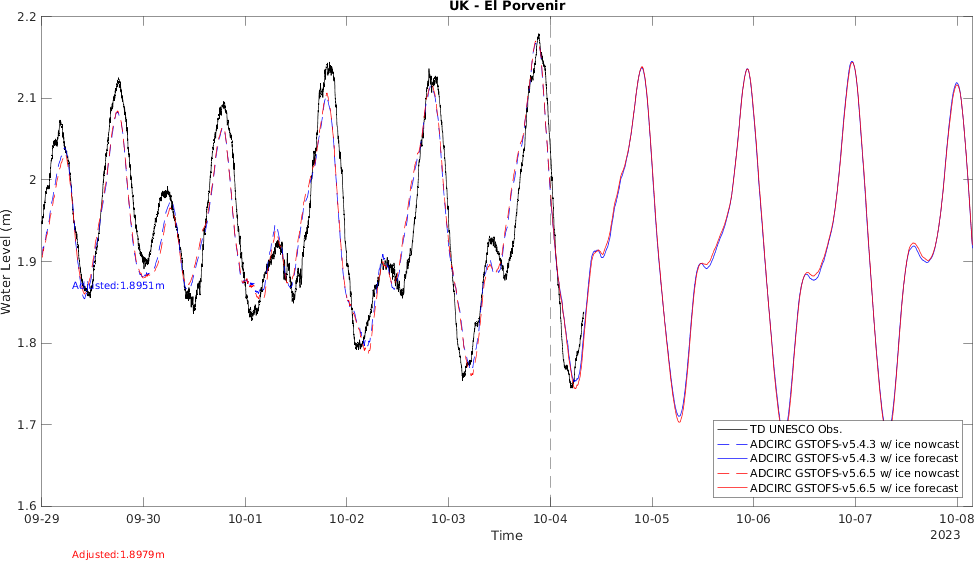 UK - El Porvenir
2.2
2.1
2
1.9
1.8
1.7
1.6
Water Level (m)
Adjusted:1.8951m
TD UNESCO Obs.
ADCIRC GSTOFS-v5.4.3 w/ ice nowcast
ADCIRC GSTOFS-v5.4.3 w/ ice forecast
ADCIRC GSTOFS-v5.6.5 w/ ice nowcast
ADCIRC GSTOFS-v5.6.5 w/ ice forecast
09-29 09-30 10-01 10-02 10-03 10-04 10-05 10-06 10-07 10-08
Time
2023
Adjusted:1.8979m